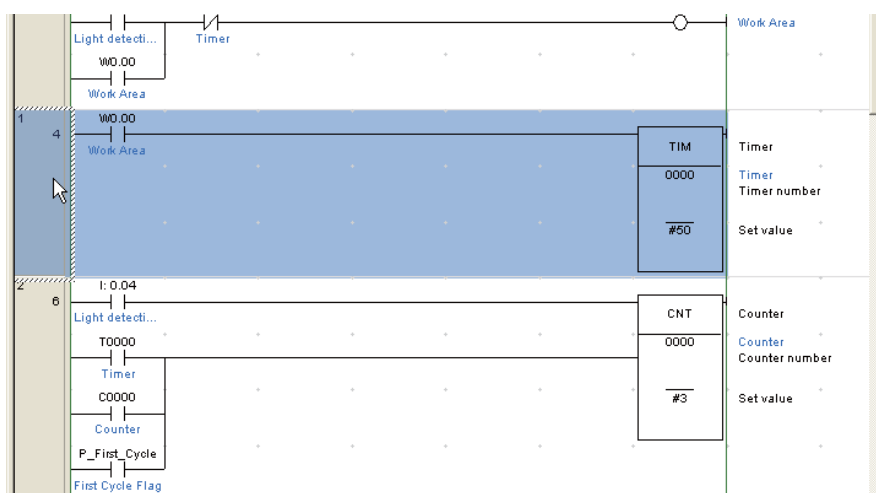 Light detecti... Timer Work Area
W0.00
Work Area
1 4 W0.00
Work Area
TIM Timer
0000 Timer
Timer number
#50 Set value
2 6 I: 0.04
Light detecti...
CNT Counter
T0000 0000 Counter
Timer Counter number
C0000 #3 Set value
Counter
P_First_Cycle
First Cycle Flag